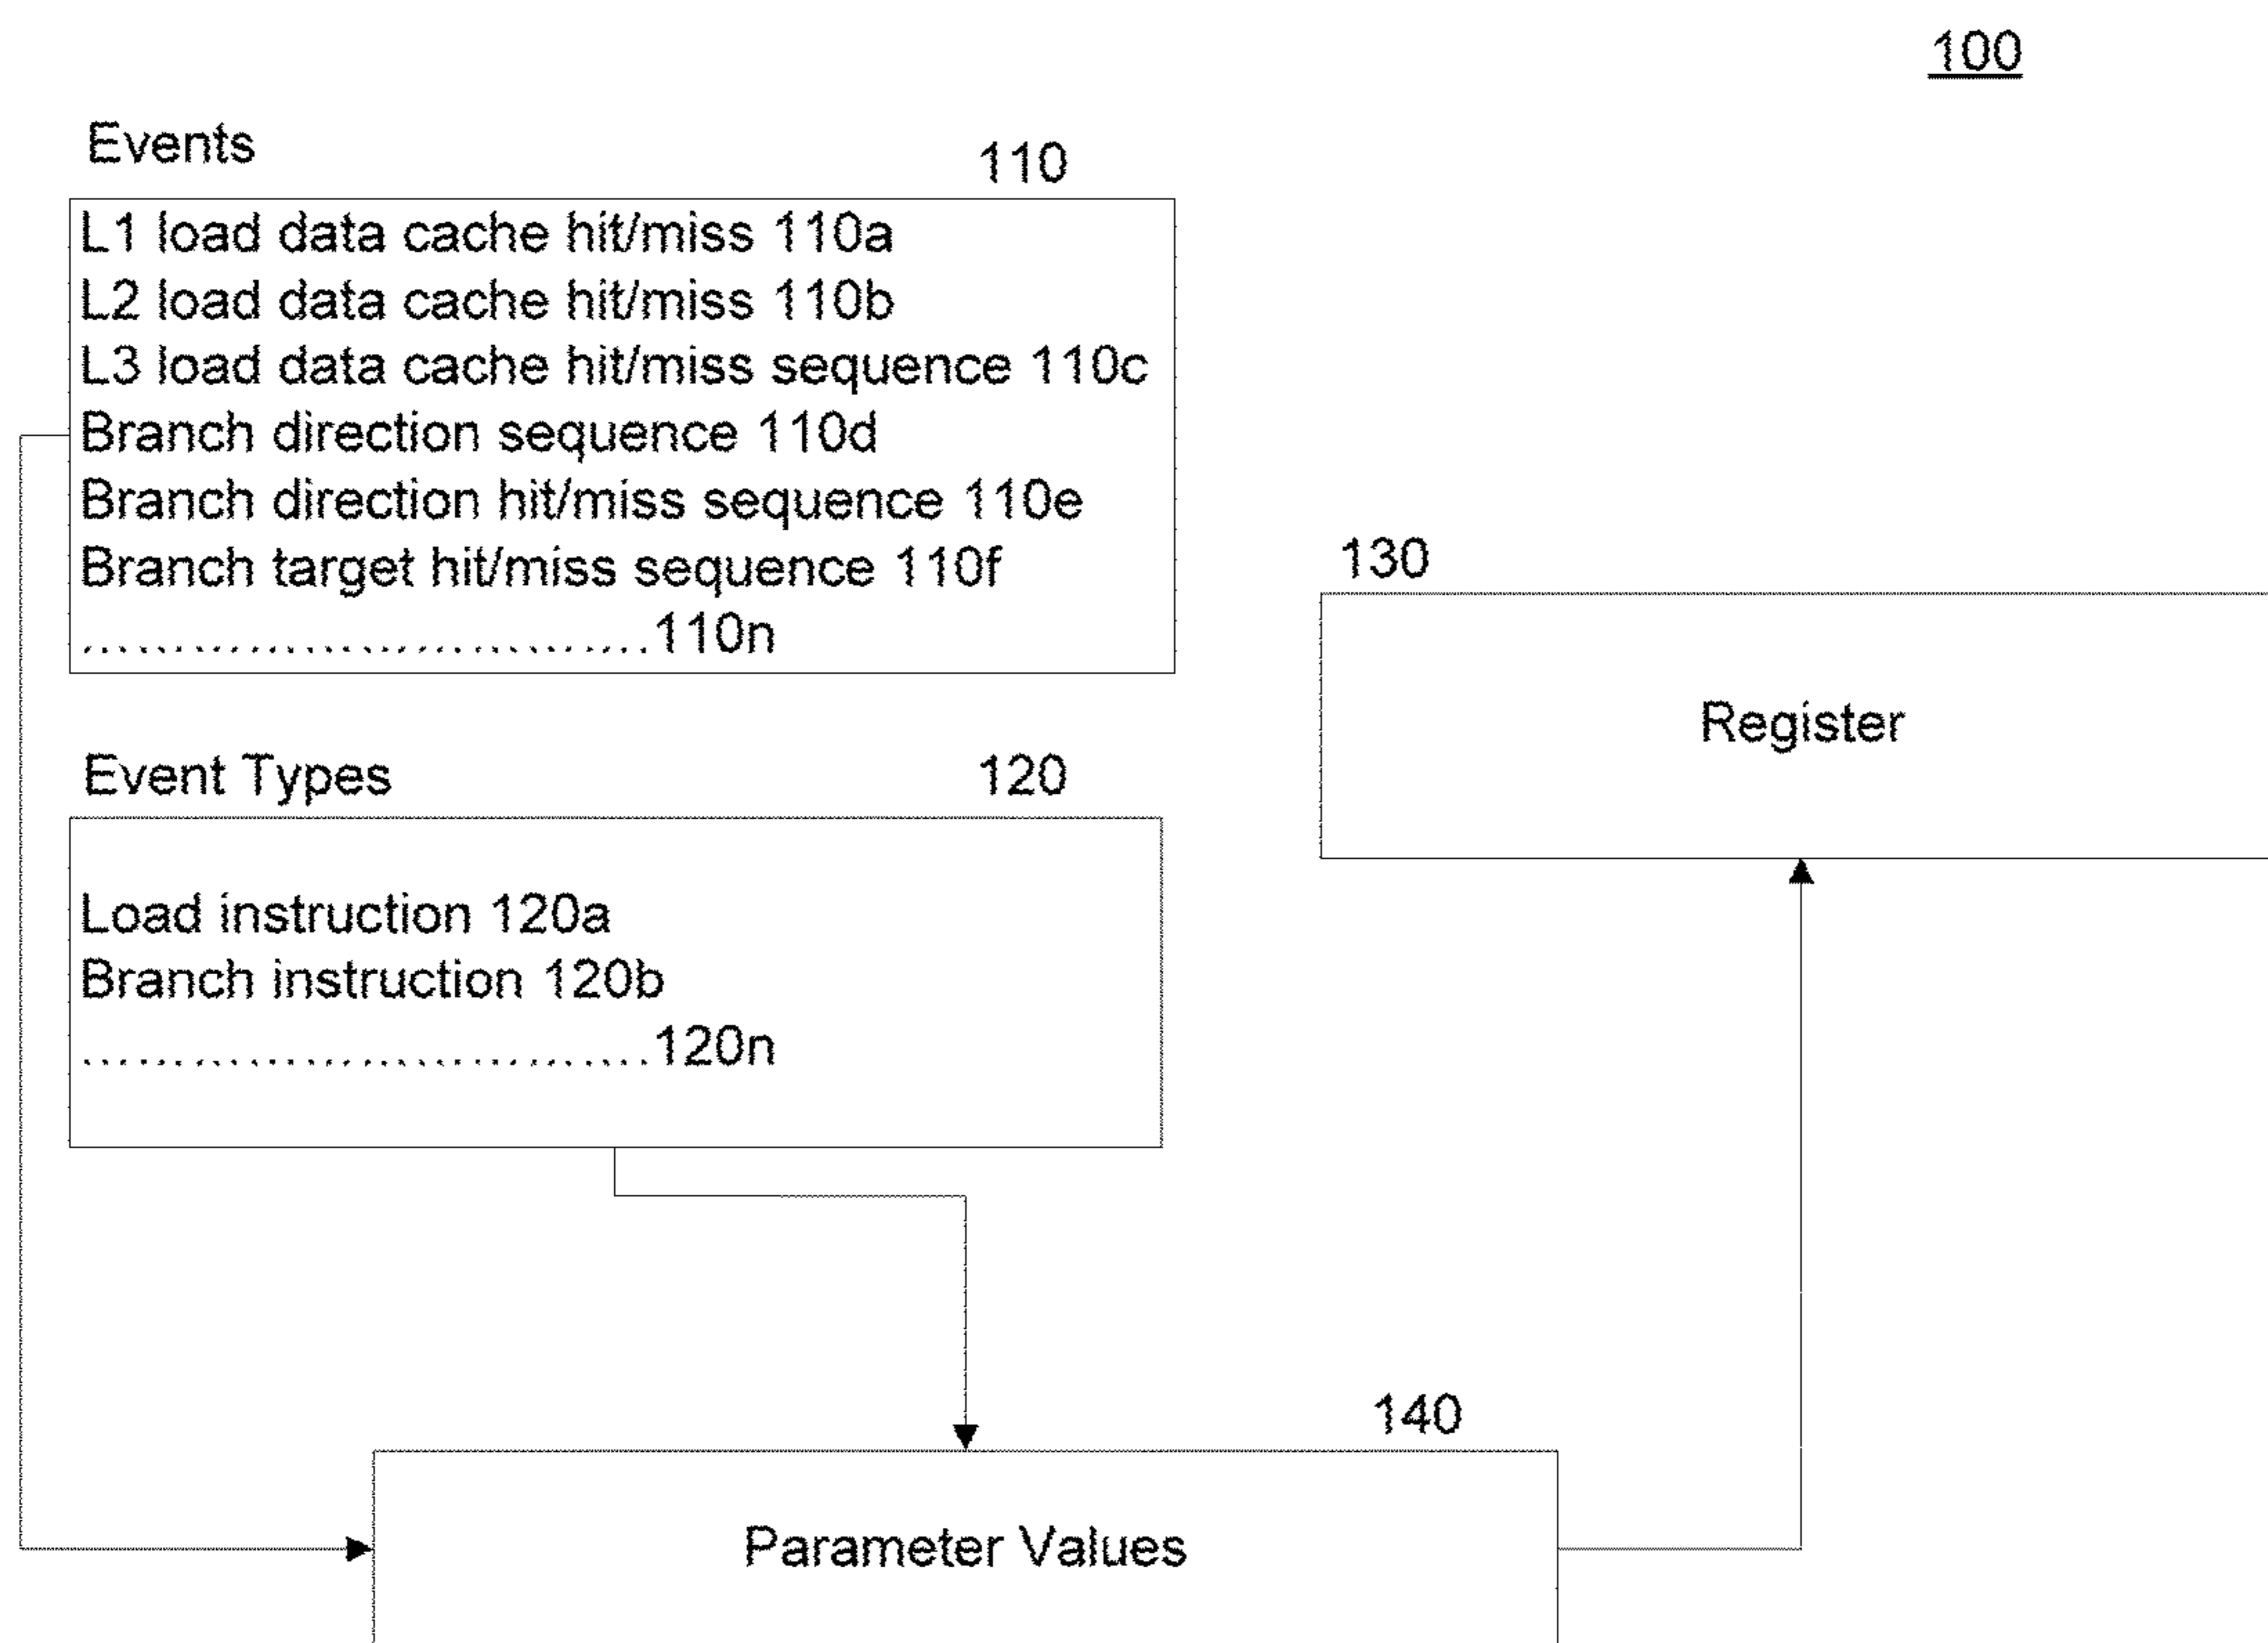 100
Events
110
L1 load data cache hit/miss 110a
L2 load data cache hit/miss 110b
L3 load data cache hit/miss sequence 110c
Branch direction sequence 110d
Branch direction hit/miss sequence 110e
Branch target hit/miss sequence 110f
........................110n
130
Register
Event Types
120
Load instruction 120a
Branch instruction 120b
........................120n
140
Parameter Values